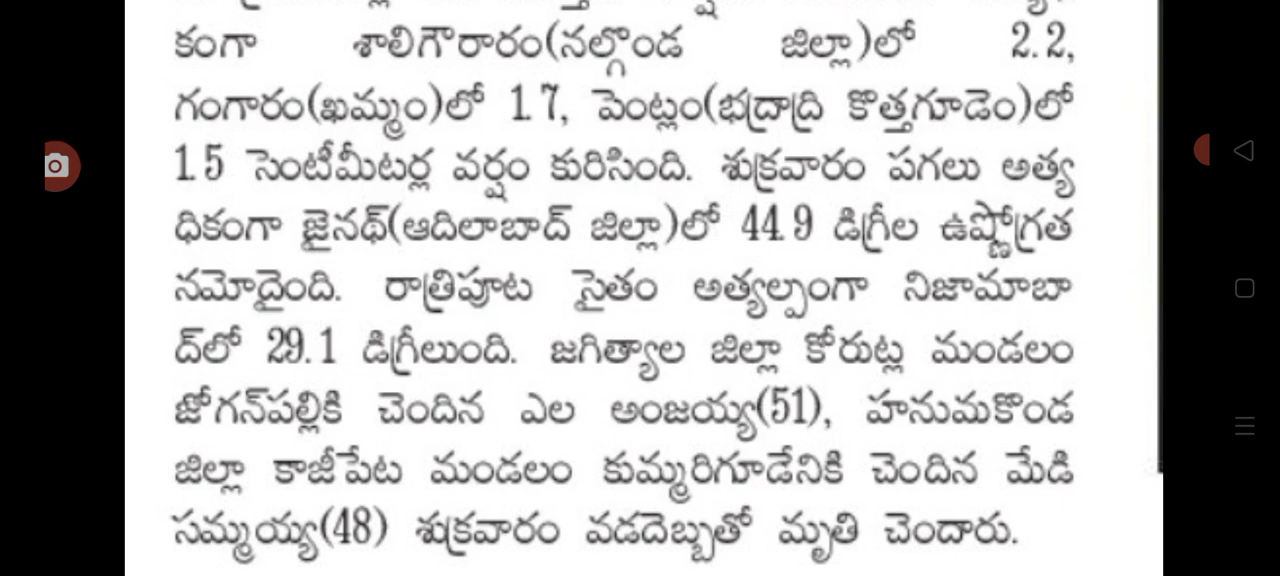 కంగా శాలిగౌరారం(నల్గొండ జిల్లా)లో 2.2,
గంగారం(ఖమ్మం)లో 1.7, పెంట్లం(భద్రాద్రి కొత్తగూడెం)లో
1.5 సెంటీమీటర్ల వర్షం కురిసింది. శుక్రవారం పగలు అత్య
ధికంగా జైనథ్(ఆదిలాబాద్ జిల్లా)లో 44.9 డిగ్రీల ఉష్ణోగ్రత
నమోదైంది. రాత్రిపూట సైతం అత్యల్పంగా నిజామాబా
ద్‌లో 29.1 డిగ్రీలుంది. జగిత్యాల జిల్లా కోరుట్ల మండలం
జోగన్‌పల్లికి చెందిన ఎల అంజయ్య(51), హనుమకొండ
జిల్లా కాజీపేట మండలం కుమ్మరిగూడేనికి చెందిన మేడి
సమ్మయ్య(48) శుక్రవారం వడదెబ్బతో మృతి చెందారు.